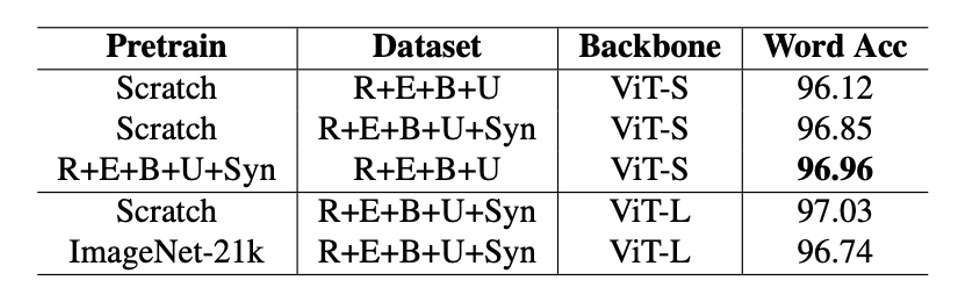 Pretrain Dataset Backbone Word Acc
Scratch R+E+B+U ViT-S 96.12
Scratch R+E+B+U+Syn ViT-S 96.85
R+E+B+U+Syn R+E+B+U ViT-S 96.96
Scratch R+E+B+U+Syn ViT-L 97.03
ImageNet-21k R+E+B+U+Syn ViT-L 96.74